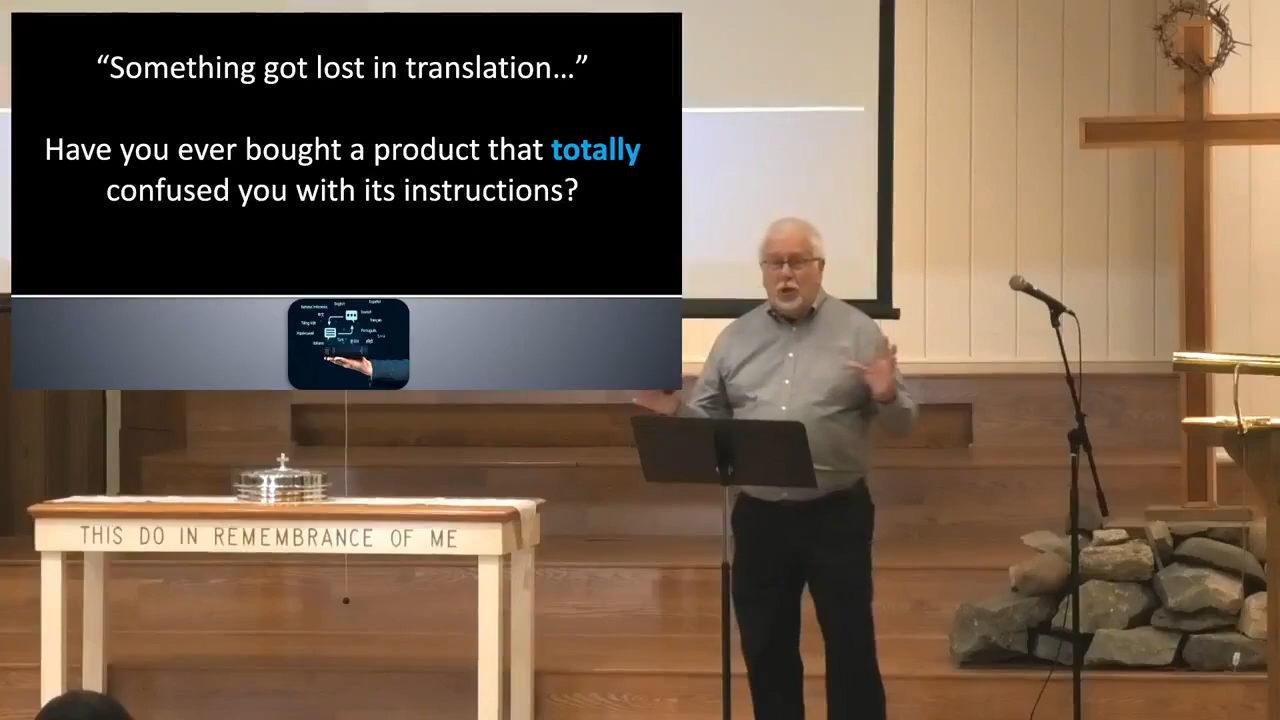 “Something got lost in translation…”
Have you ever bought a product that totally
confused you with its instructions?
THIS DO IN REMEMBRANCE OF ME